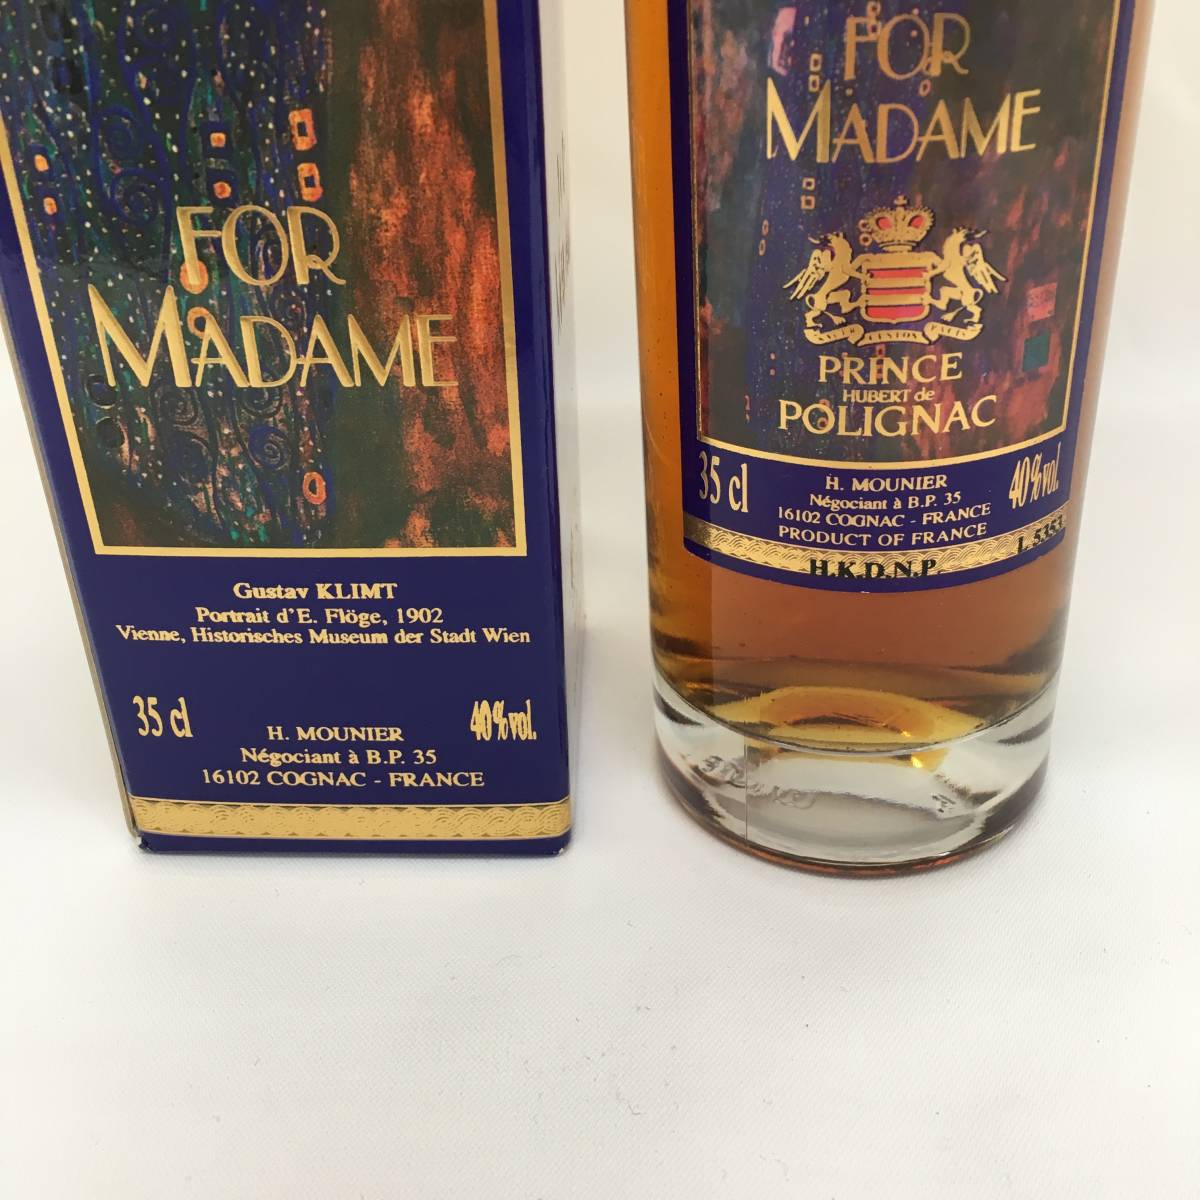 FOR
MADAME
Gustav KLIMT
Portrait d'E. Flöge, 1902
Vienne, Historisches Museum der Stadt Wien
35 cl
40%vol.
H. MOUNIER
Négociant à B.P. 35
16102 COGNAC - FRANCE
FOR
MADAME
PRINCE
HUBERT de
POLIGNAC
35 cl
40%vol.
H. MOUNIER
Négociant à B.P. 35
16102 COGNAC - FRANCE
PRODUCT OF FRANCE
L 5353
H.K.D.N.P.